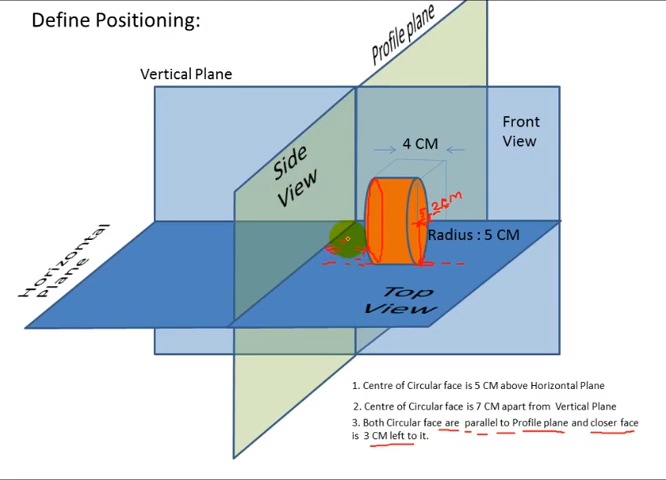 Define Positioning:
Profile plane
Vertical Plane
Front
View
4 CM
Side
View
2CM
Radius : 5 CM
Horizontal
Plane
Top
View
1. Centre of Circular face is 5 CM above Horizontal Plane
2. Centre of Circular face is 7 CM apart from Vertical Plane
3. Both Circular face are parallel to Profile plane and closer face
is 3 CM left to it.